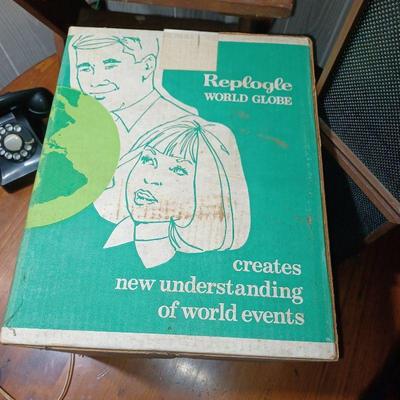 Replogle
WORLD GLOBE
creates
new understanding
of world events